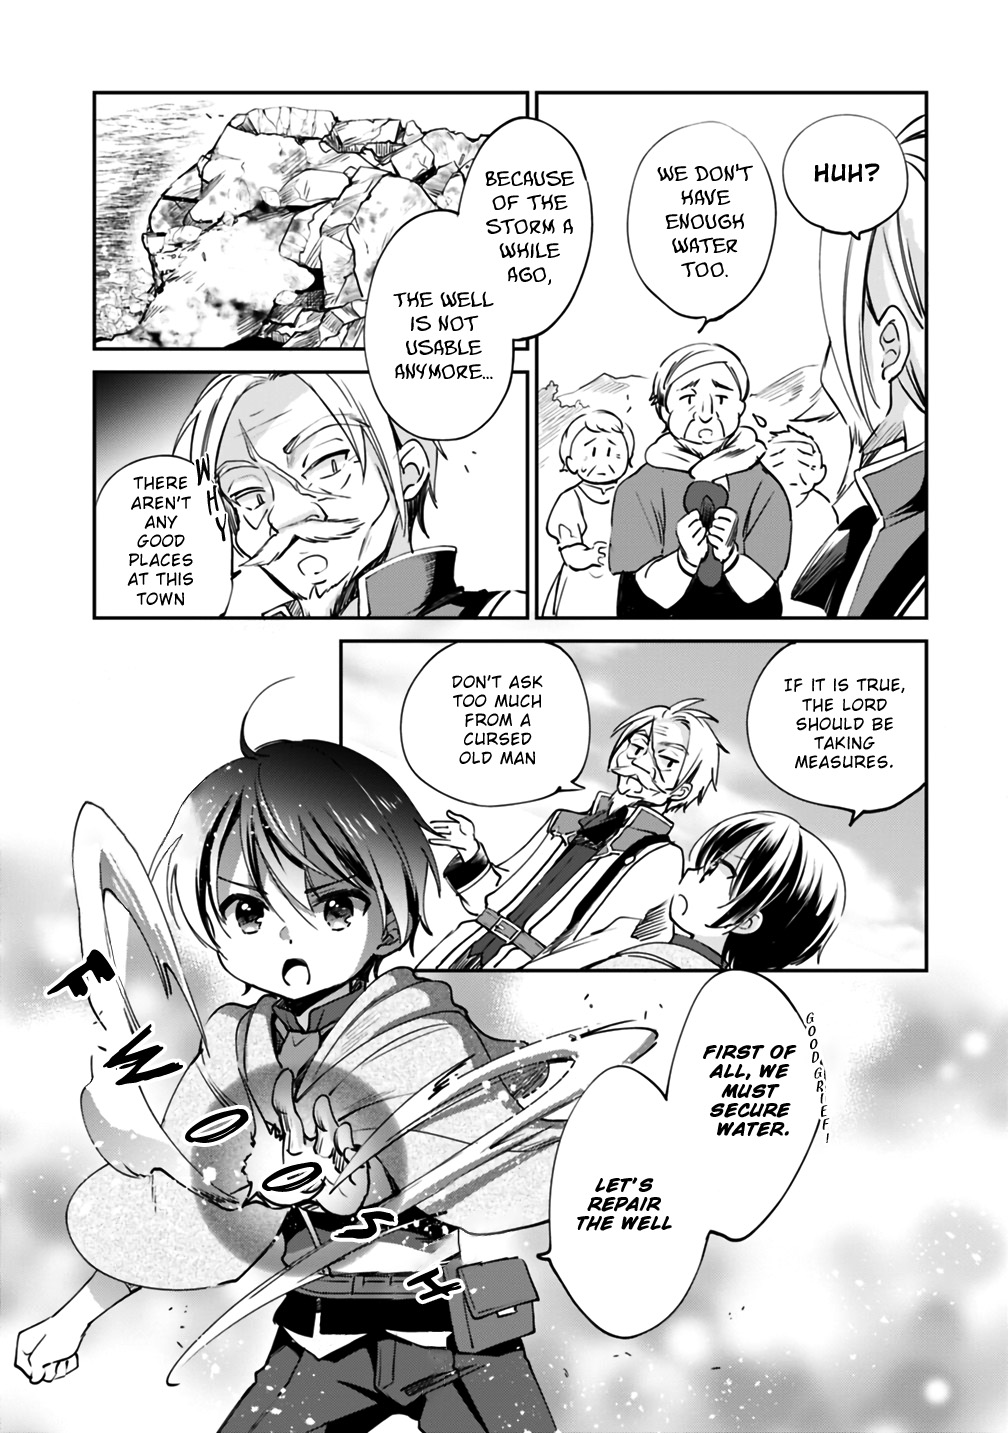 HUH?
WE DON'T
HAVE
ENOUGH
WATER
TOO.
BECAUSE
OF THE
STORM A
WHILE
AGO,
THE WELL
IS NOT
USABLE
ANYMORE...
WHY
THERE
AREN'T
ANY
GOOD
PLACES
AT THIS
TOWN
IF IT IS TRUE,
THE LORD
SHOULD BE
TAKING
MEASURES.
DON'T ASK
TOO MUCH
FROM A
CURSED
OLD MAN
GOOD GRIEF!
FIRST OF
ALL, WE
MUST
SECURE
WATER.
LET'S
REPAIR
THE WELL
FWOOSH